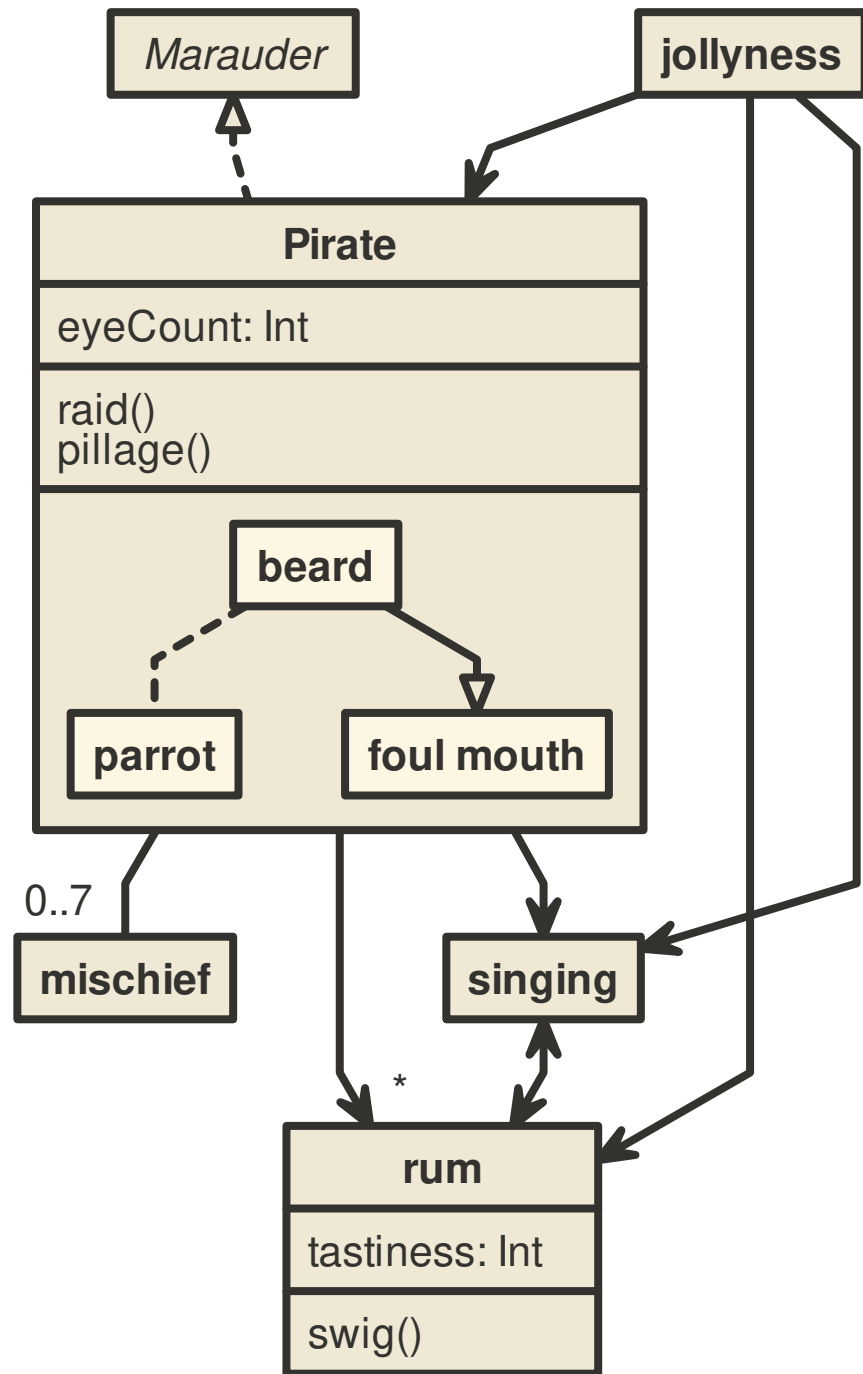 Marauder
jollyness
Pirate
eyeCount: Int
raid()
pillage()
beard
parrot
foul mouth
0..7
mischief
singing
*
rum
tastiness: Int
swig()